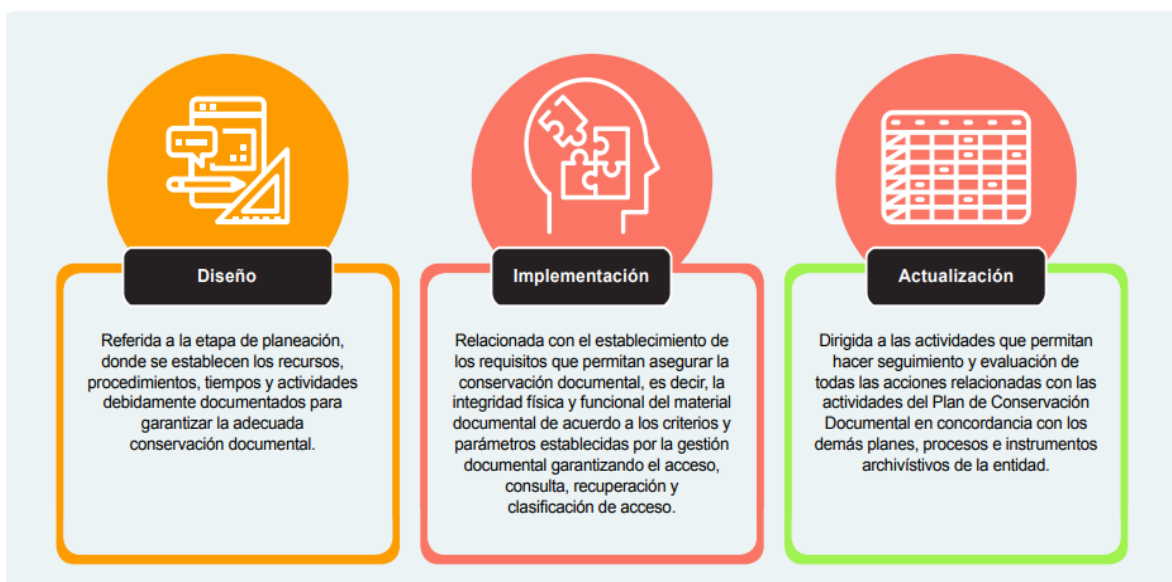 Diseño
Referida a la etapa de planeación,
donde se establecen los recursos,
procedimientos, tiempos y actividades
debidamente documentados para
garantizar la adecuada
conservación documental.
Implementación
Relacionada con el establecimiento de
los requisitos que permitan asegurar la
conservación documental, es decir, la
integridad física y funcional del material
documental de acuerdo a los criterios y
parámetros establecidas por la gestión
documental garantizando el acceso,
consulta, recuperación y
clasificación de acceso.
Actualización
Dirigida a las actividades que permitan
hacer seguimiento y evaluación de
todas las acciones relacionadas con las
actividades del Plan de Conservación
Documental en concordancia con los
demás planes, procesos e instrumentos
archivístivos de la entidad.